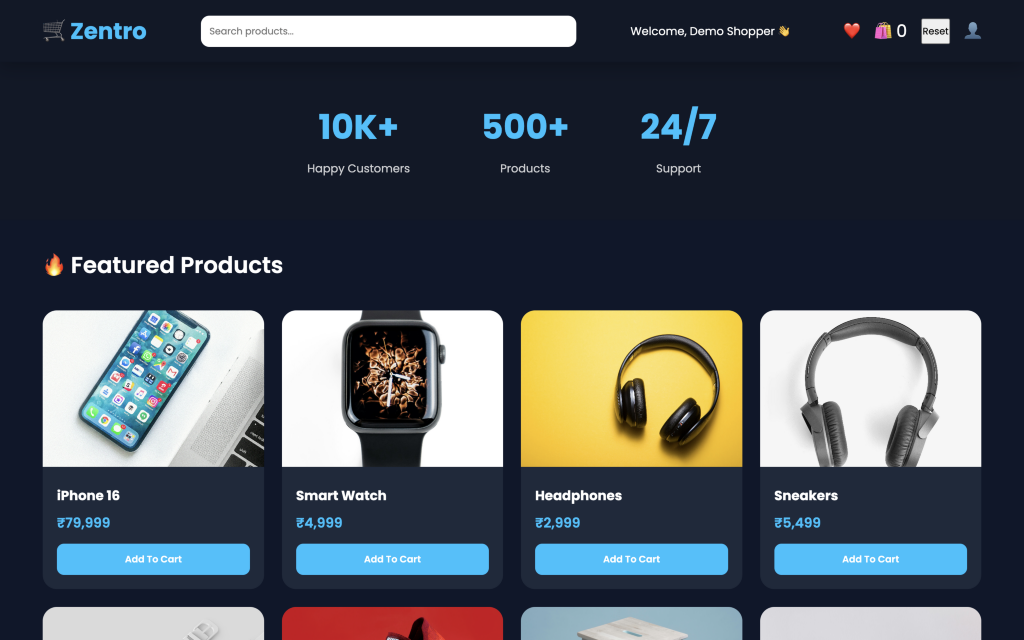 🛒 Zentro
Search products...
Welcome, Demo Shopper 👋
❤️ 🛍️ 0 Reset 👤
10K+ 500+ 24/7
Happy Customers Products Support
🔥 Featured Products
iPhone 16
₹79,999
Add To Cart
Smart Watch
₹4,999
Add To Cart
Headphones
₹2,999
Add To Cart
Sneakers
₹5,499
Add To Cart